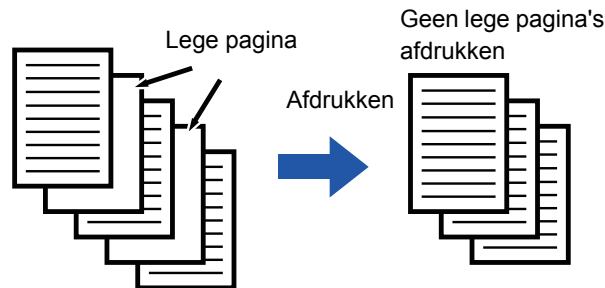 Lege pagina
Afdrukken
Geen lege pagina's
afdrukken